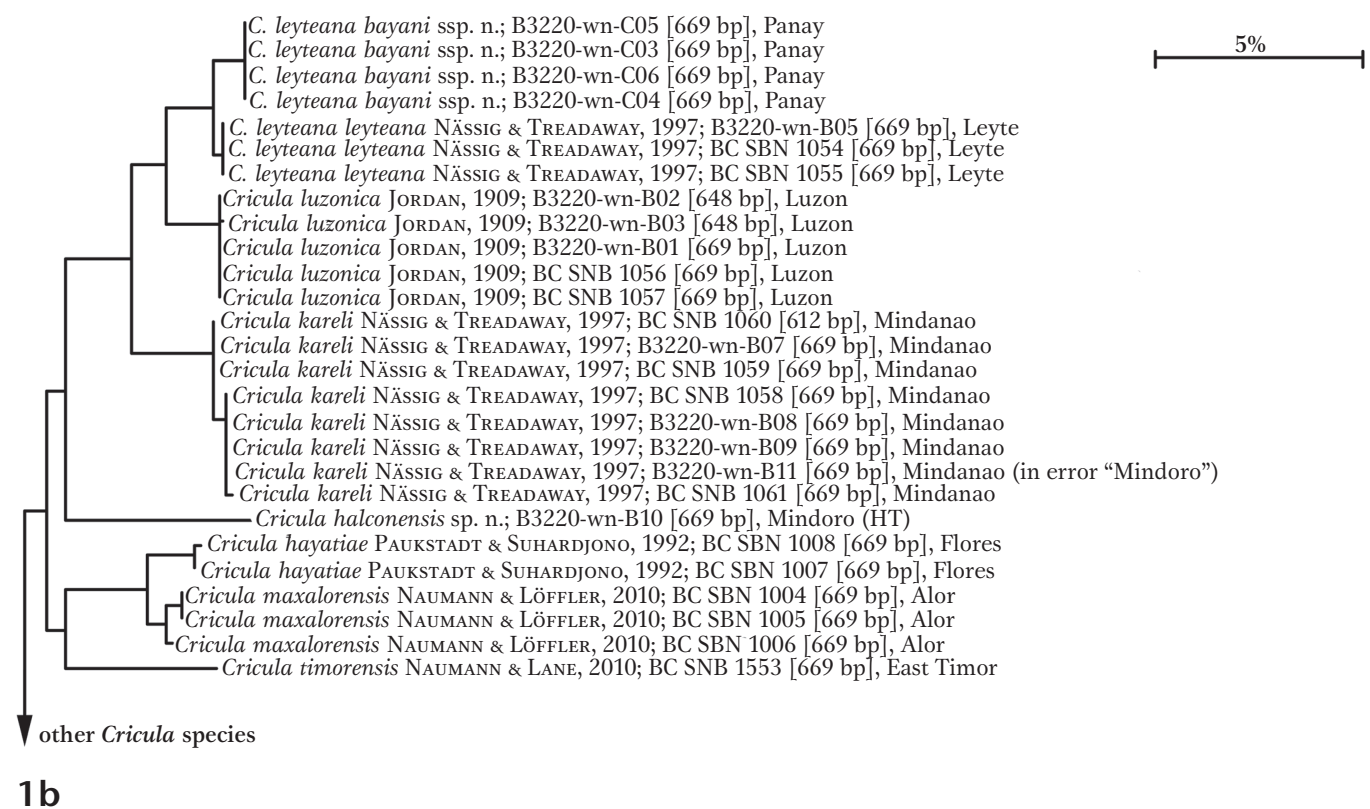 C. leyteana bayani ssp. n.; B3220-wn-C05 [669 bp], Panay
5%
C. leyteana bayani ssp. n.; B3220-wn-C03 [669 bp], Panay
C. leyteana bayani ssp. n.; B3220-wn-C06 [669 bp], Panay
C. leyteana bayani ssp. n.; B3220-wn-C04 [669 bp], Panay
C. leyteana leyteana Nässig & Treadaway, 1997; B3220-wn-B05 [669 bp], Leyte
C. leyteana leyteana Nässig & Treadaway, 1997; BC SBN 1054 [669 bp], Leyte
C. leyteana leyteana Nässig & Treadaway, 1997; BC SBN 1055 [669 bp], Leyte
Cricula luzonica Jordan, 1909; B3220-wn-B02 [648 bp], Luzon
Cricula luzonica Jordan, 1909; B3220-wn-B03 [648 bp], Luzon
Cricula luzonica Jordan, 1909; B3220-wn-B01 [669 bp], Luzon
Cricula luzonica Jordan, 1909; BC SNB 1056 [669 bp], Luzon
Cricula luzonica Jordan, 1909; BC SNB 1057 [669 bp], Luzon
Cricula kareli Nässig & Treadaway, 1997; BC SNB 1060 [612 bp], Mindanao
Cricula kareli Nässig & Treadaway, 1997; B3220-wn-B07 [669 bp], Mindanao
Cricula kareli Nässig & Treadaway, 1997; BC SNB 1059 [669 bp], Mindanao
Cricula kareli Nässig & Treadaway, 1997; BC SNB 1058 [669 bp], Mindanao
Cricula kareli Nässig & Treadaway, 1997; B3220-wn-B08 [669 bp], Mindanao
Cricula kareli Nässig & Treadaway, 1997; B3220-wn-B09 [669 bp], Mindanao
Cricula kareli Nässig & Treadaway, 1997; B3220-wn-B11 [669 bp], Mindanao (in error “Mindoro”)
Cricula kareli Nässig & Treadaway, 1997; BC SNB 1061 [669 bp], Mindanao
Cricula halconensis sp. n.; B3220-wn-B10 [669 bp], Mindoro (HT)
Cricula hayatiae Paukstadt & Suhardjono, 1992; BC SBN 1008 [669 bp], Flores
Cricula hayatiae Paukstadt & Suhardjono, 1992; BC SBN 1007 [669 bp], Flores
Cricula maxalorensis Naumann & Löffler, 2010; BC SBN 1004 [669 bp], Alor
Cricula maxalorensis Naumann & Löffler, 2010; BC SBN 1005 [669 bp], Alor
Cricula maxalorensis Naumann & Löffler, 2010; BC SBN 1006 [669 bp], Alor
Cricula timorensis Naumann & Lane, 2010; BC SNB 1553 [669 bp], East Timor
other Cricula species
1b